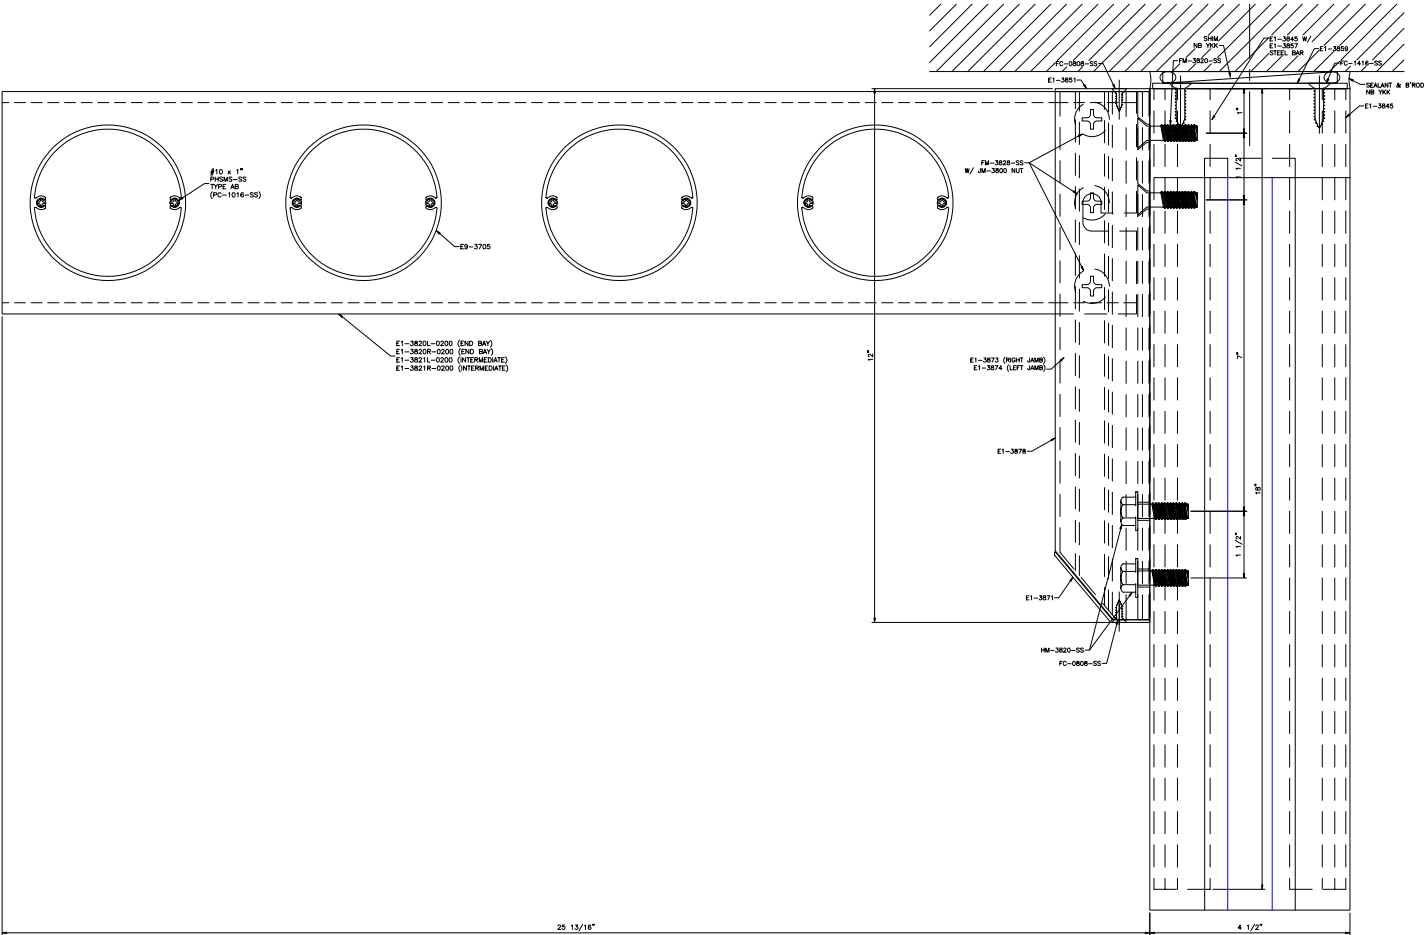 SHIM
NB YKK
E1-3845 W/
E1-3857
STEEL BAR
E1-3859
FM-3820-SS
FC-0808-SS
FC-1416-SS
E1-3851
SEALANT & B'ROD
NB YKK
E1-3845
1"
FM-3828-SS
W/ JM-3800 NUT
1/2"
#10 x 1"
PHSMS-SS
TYPE AB
(PC-1016-SS)
E9-3705
E1-3820L-0200 (END BAY)
E1-3820R-0200 (END BAY)
E1-3821L-0200 (INTERMEDIATE)
E1-3821R-0200 (INTERMEDIATE)
12"
7"
E1-3873 (RIGHT JAMB)
E1-3874 (LEFT JAMB)
E1-3878
18"
1 1/2"
E1-3871
HM-3820-SS
FC-0808-SS
25 13/16"
4 1/2"